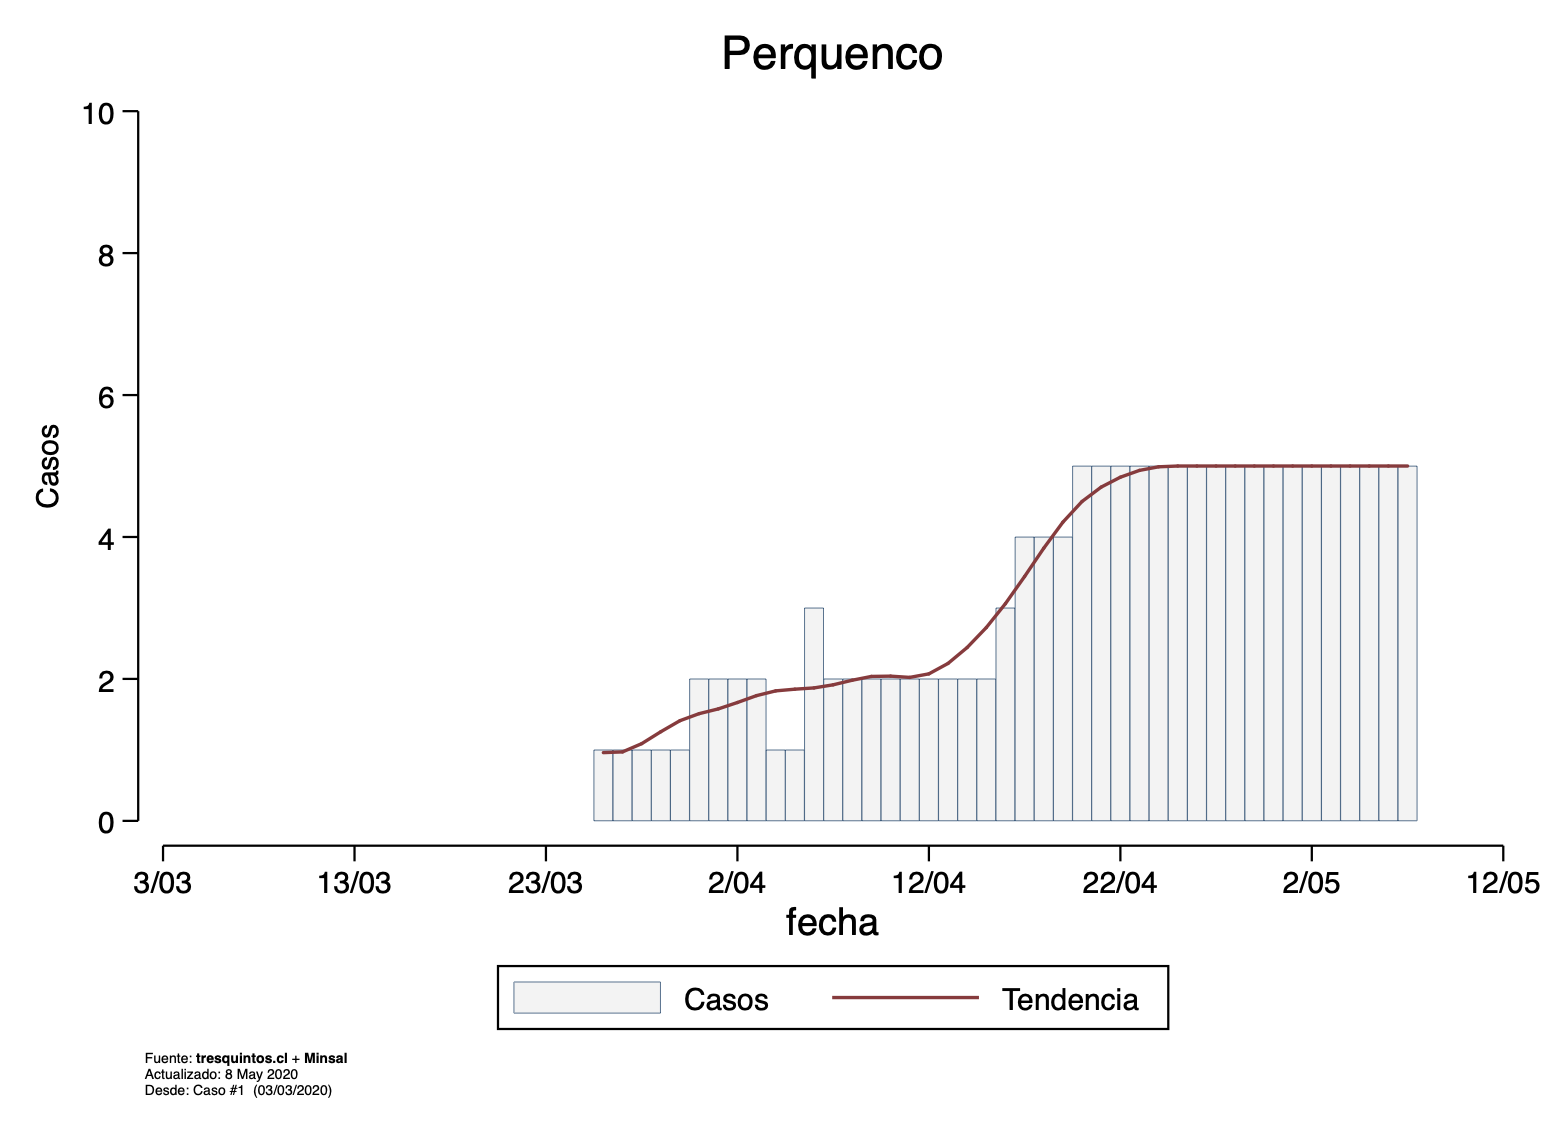 Perquenco
10
8
6
4
2
0
Casos
3/03 13/03 23/03 2/04 12/04 22/04 2/05 12/05
fecha
Casos Tendencia
Fuente: tresquintos.cl + Minsal
Actualizado: 8 May 2020
Desde: Caso #1 (03/03/2020)